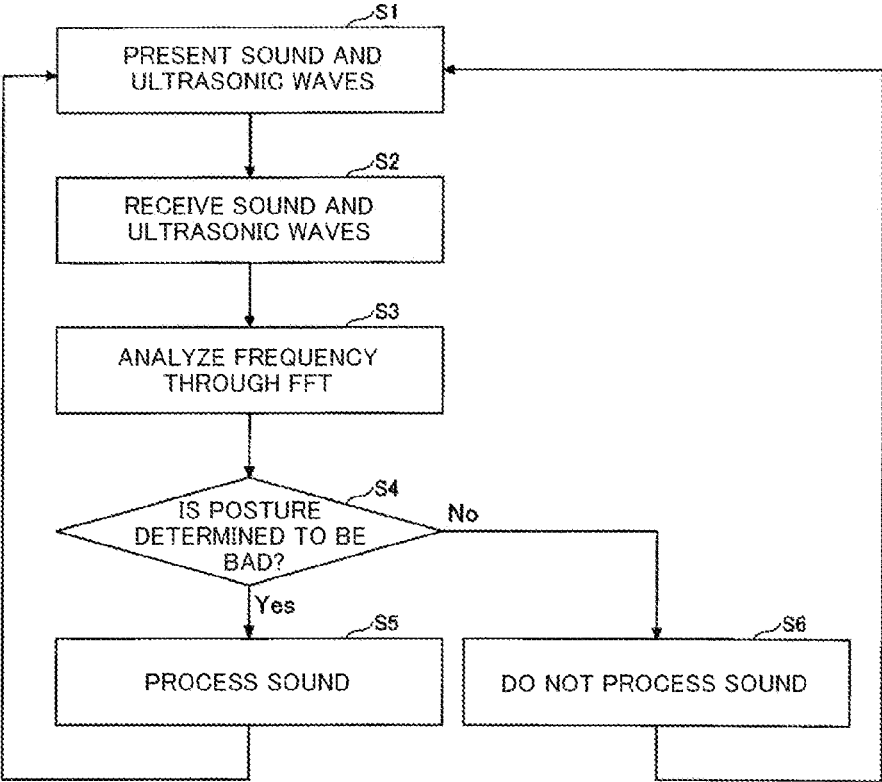 S1
PRESENT SOUND AND
ULTRASONIC WAVES
S2
RECEIVE SOUND AND
ULTRASONIC WAVES
S3
ANALYZE FREQUENCY
THROUGH FFT
S4
IS POSTURE
DETERMINED TO BE
BAD?
No
Yes
S5
PROCESS SOUND
S6
DO NOT PROCESS SOUND